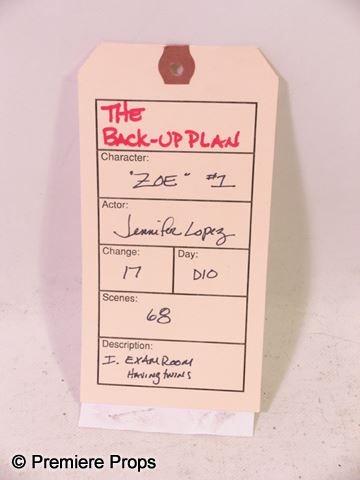 THE
BACK-UP PLAN
Character:
"ZOE" #1
Actor:
Jennifer Lopez
Change: Day:
17 D10
Scenes:
68
Description:
I. EXAM ROOM
HAVING TWINS
© Premiere Props